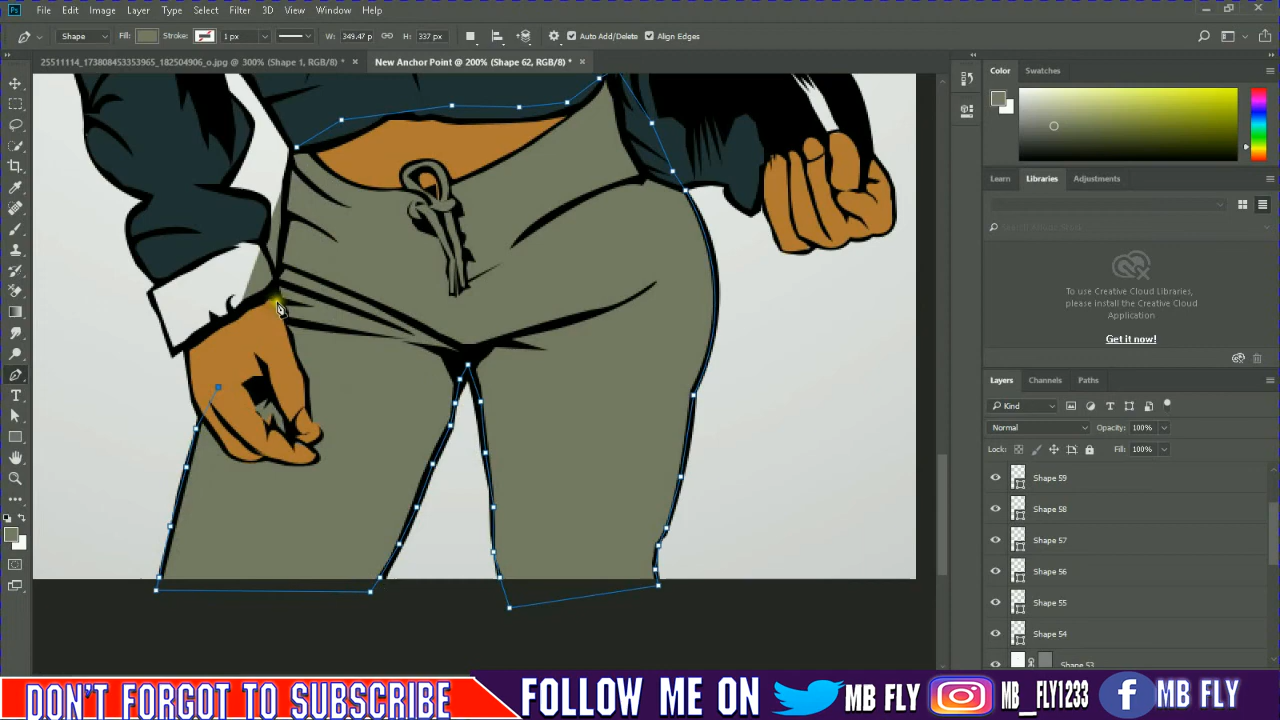 Ps File Edit Image Layer Type Select Filter 3D View Window Help
Shape Fill: Stroke: 1 px W: 349.47 p H: 337 px Auto Add/Delete Align Edges
25511114_173808453353965_182504906_o.jpg @ 300% (Shape 1, RGB/8) * × New Anchor Point @ 200% (Shape 62, RGB/8) * ×
Color Swatches
Learn Libraries Adjustments
To use Creative Cloud Libraries,
please install the Creative Cloud
Application
Get it now!
Layers Channels Paths
Kind
Normal Opacity: 100%
Lock: Fill: 100%
Shape 59
Shape 58
Shape 57
Shape 56
Shape 55
Shape 54
Shape 53
DON'T FORGOT TO SUBSCRIBE FOLLOW ME ON MB FLY MB_FLY1233 MB FLY